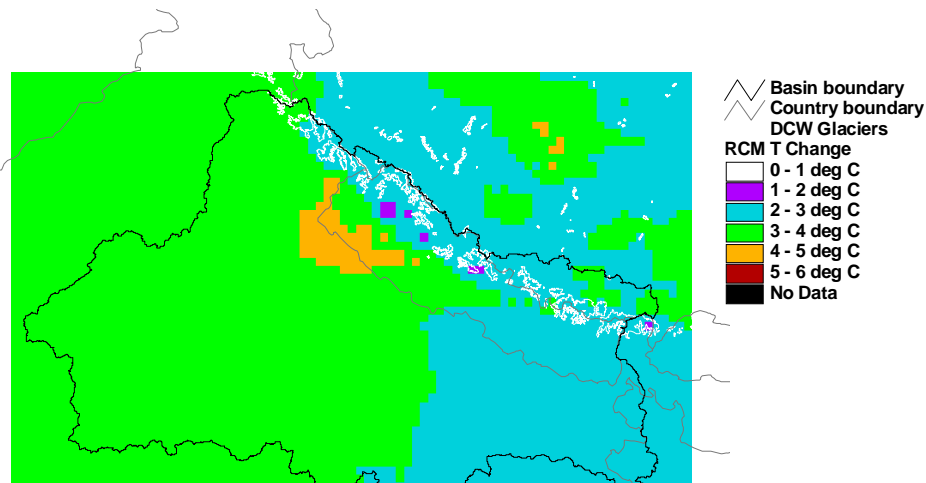 Basin boundary
Country boundary
DCW Glaciers
RCM T Change
0 - 1 deg C
1 - 2 deg C
2 - 3 deg C
3 - 4 deg C
4 - 5 deg C
5 - 6 deg C
No Data